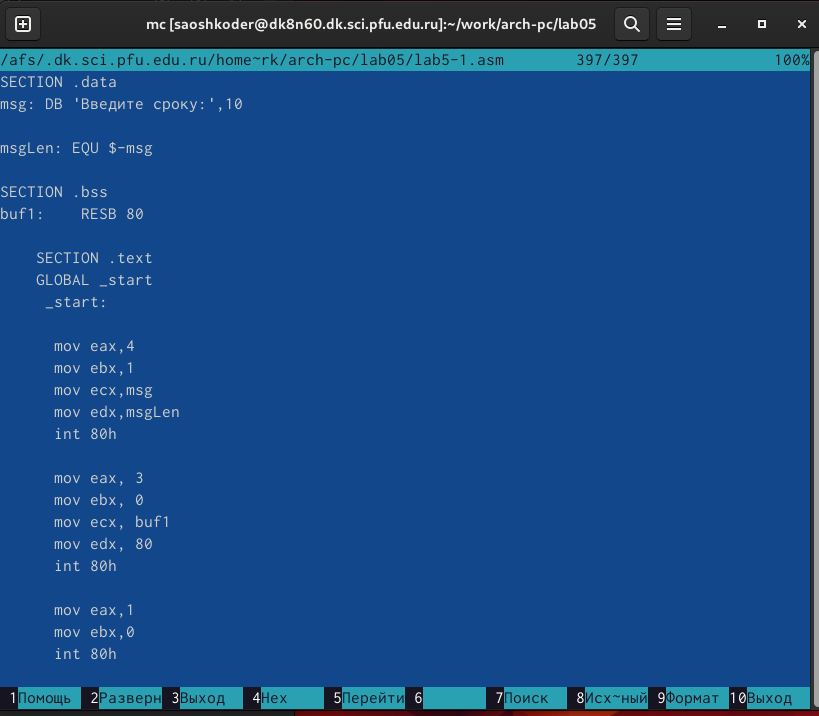 mc [saoshkoder@dk8n60.dk.sci.pfu.edu.ru]:~/work/arch-pc/lab05
/afs/.dk.sci.pfu.edu.ru/home~rk/arch-pc/lab05/lab5-1.asm 397/397 100%
SECTION .data
msg: DB 'Введите сроку:',10
msgLen: EQU $-msg
SECTION .bss
buf1: RESB 80
SECTION .text
GLOBAL _start
_start:
mov eax,4
mov ebx,1
mov ecx,msg
mov edx,msgLen
int 80h
mov eax, 3
mov ebx, 0
mov ecx, buf1
mov edx, 80
int 80h
mov eax,1
mov ebx,0
int 80h
1Помощь 2Разверн 3Выход 4Hex 5Перейти 6 7Поиск 8Исх~ный 9Формат 10Выход